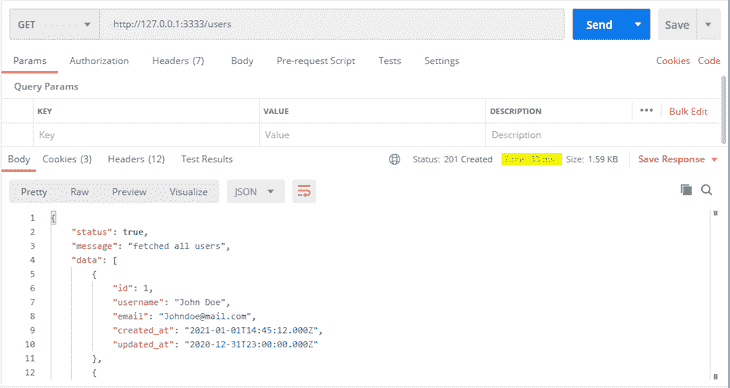 GET
http://127.0.0.1:3333/users
Send
Save
Params Authorization Headers (7) Body Pre-request Script Tests Settings Cookies Code
Query Params
KEY VALUE DESCRIPTION ••• Bulk Edit
Key Value Description
Body Cookies (3) Headers (12) Test Results Status: 201 Created Size: 1.59 KB Save Response
Pretty Raw Preview Visualize JSON
1 {
2 "status": true,
3 "message": "fetched all users",
4 "data": [
5 {
6 "id": 1,
7 "username": "John Doe",
8 "email": "Johndoe@mail.com",
9 "created_at": "2021-01-01T14:45:12.000Z",
10 "updated_at": "2020-12-31T23:00:00.000Z"
11 },
12 {